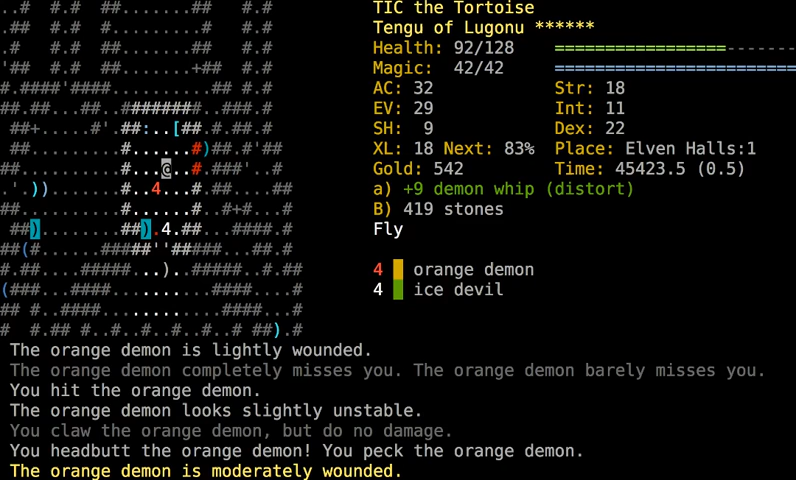 TIC the Tortoise
Tengu of Lugonu ******
Health: 92/128
Magic: 42/42
AC: 32 Str: 18
EV: 29 Int: 11
SH: 9 Dex: 22
XL: 18 Next: 83% Place: Elven Halls:1
Gold: 542 Time: 45423.5 (0.5)
a) +9 demon whip (distort)
B) 419 stones
Fly
4 orange demon
4 ice devil
The orange demon is lightly wounded.
The orange demon completely misses you. The orange demon barely misses you.
You hit the orange demon.
The orange demon looks slightly unstable.
You claw the orange demon, but do no damage.
You headbutt the orange demon! You peck the orange demon.
The orange demon is moderately wounded.